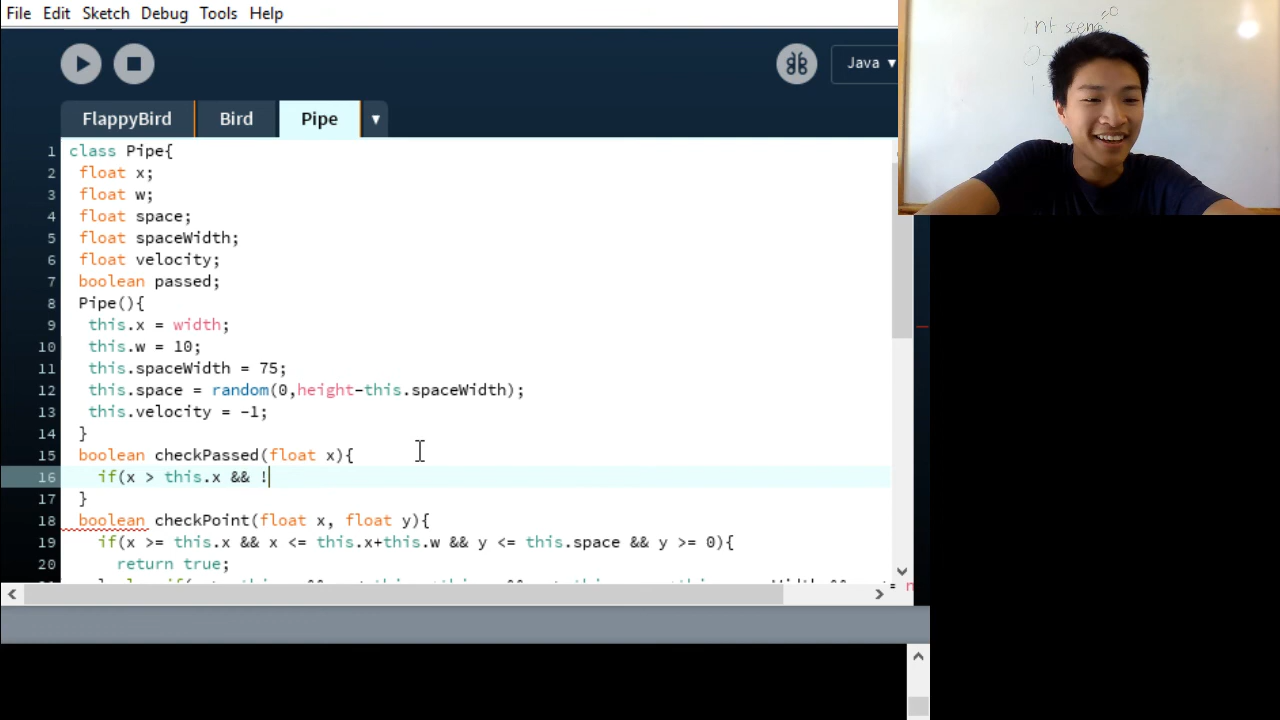 File Edit Sketch Debug Tools Help
Java
FlappyBird Bird Pipe
1 class Pipe{
2 float x;
3 float w;
4 float space;
5 float spaceWidth;
6 float velocity;
7 boolean passed;
8 Pipe(){
9 this.x = width;
10 this.w = 10;
11 this.spaceWidth = 75;
12 this.space = random(0,height-this.spaceWidth);
13 this.velocity = -1;
14 }
15 boolean checkPassed(float x){
16 if(x > this.x && !
17 }
18 boolean checkPoint(float x, float y){
19 if(x >= this.x && x <= this.x+this.w && y <= this.space && y >= 0){
20 return true;
int scene